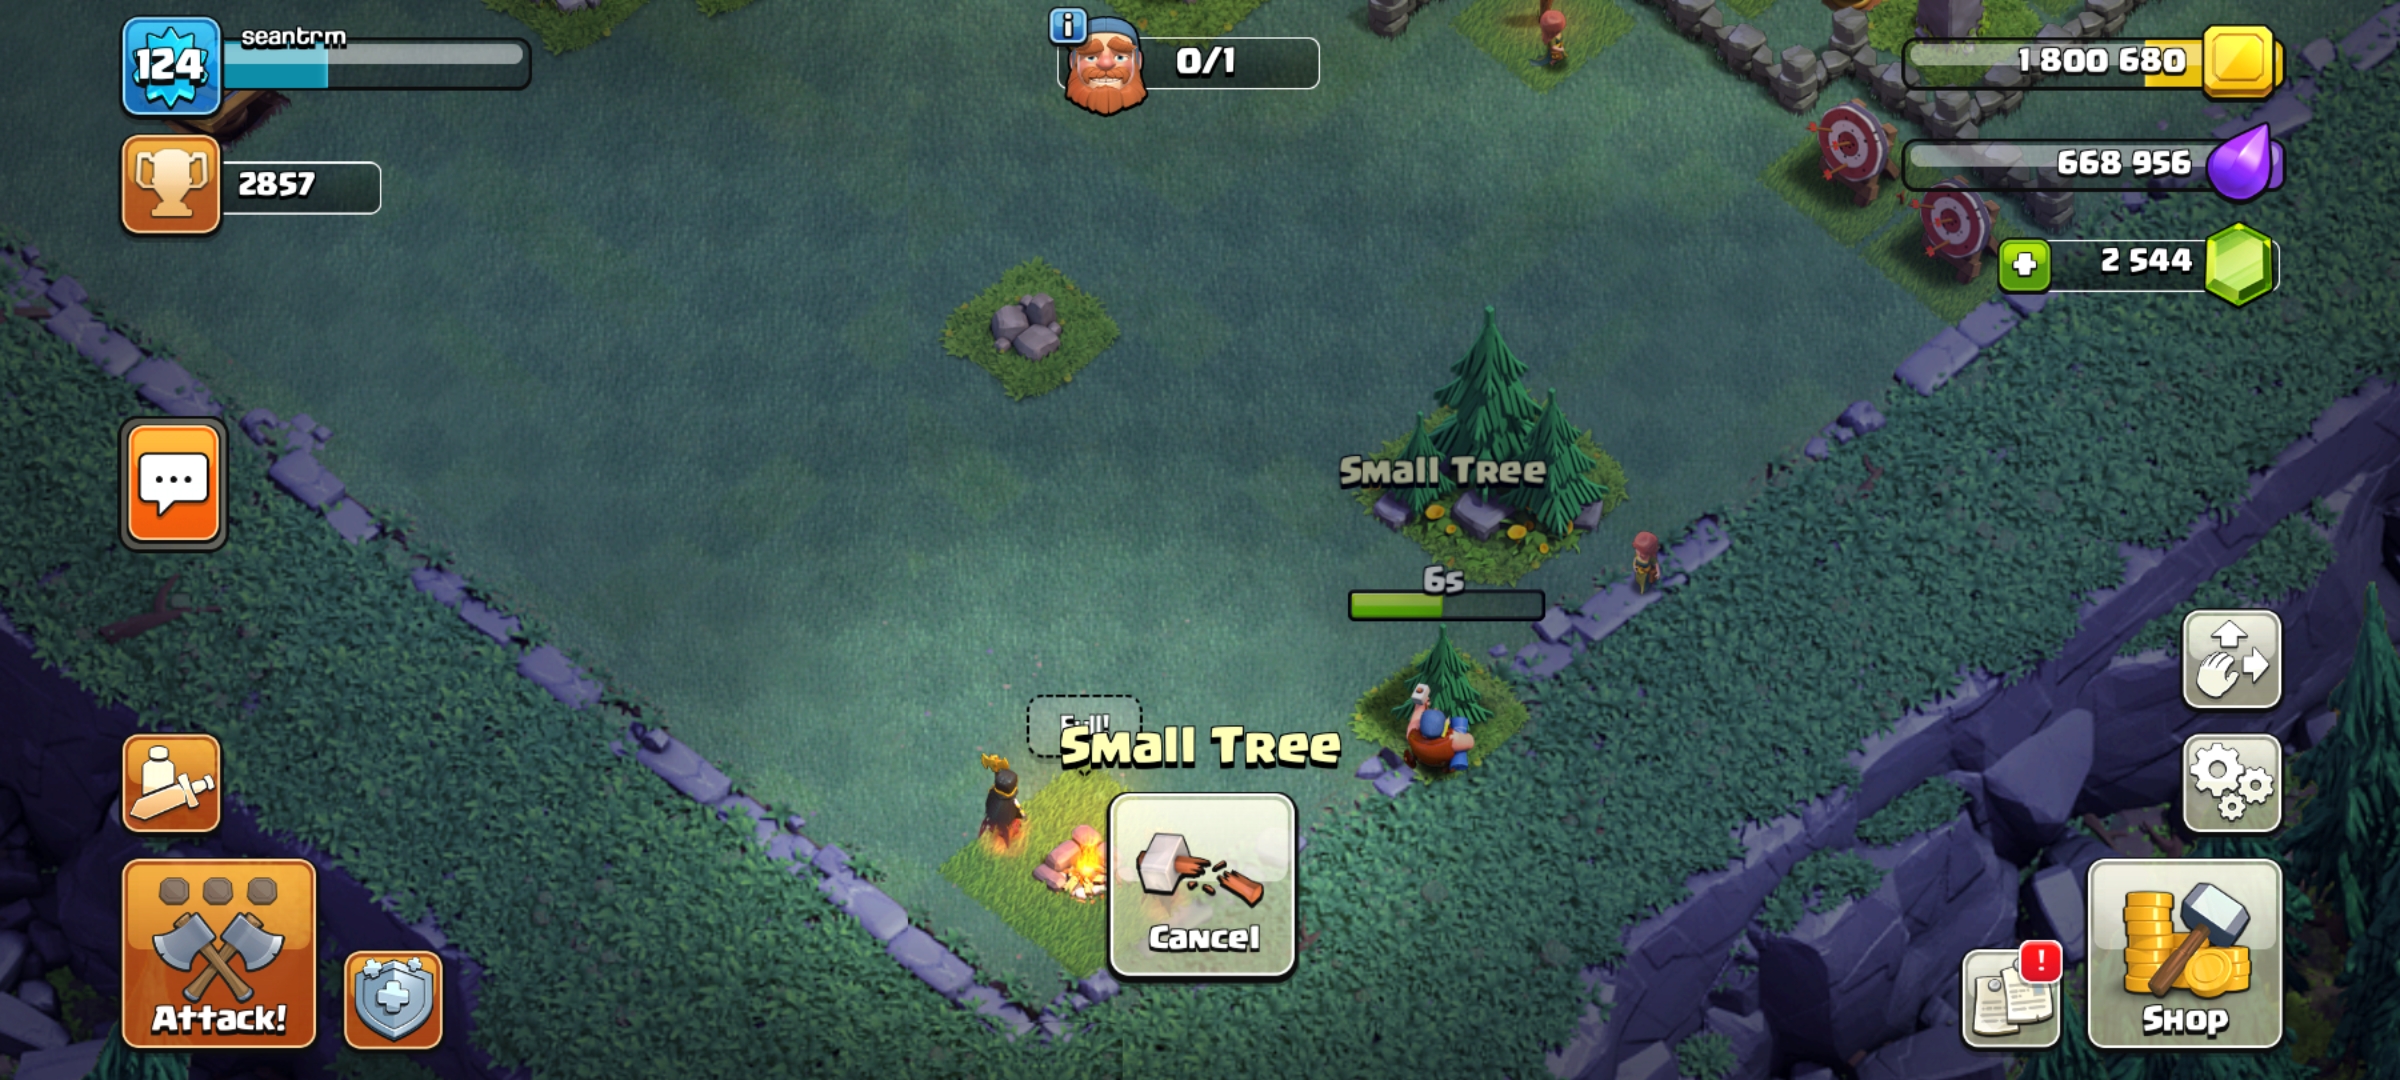 124
seantrm
0/1
1 800 680
2857
668 956
2 544
Small Tree
6s
Small Tree
Cancel
Attack!
!
Shop